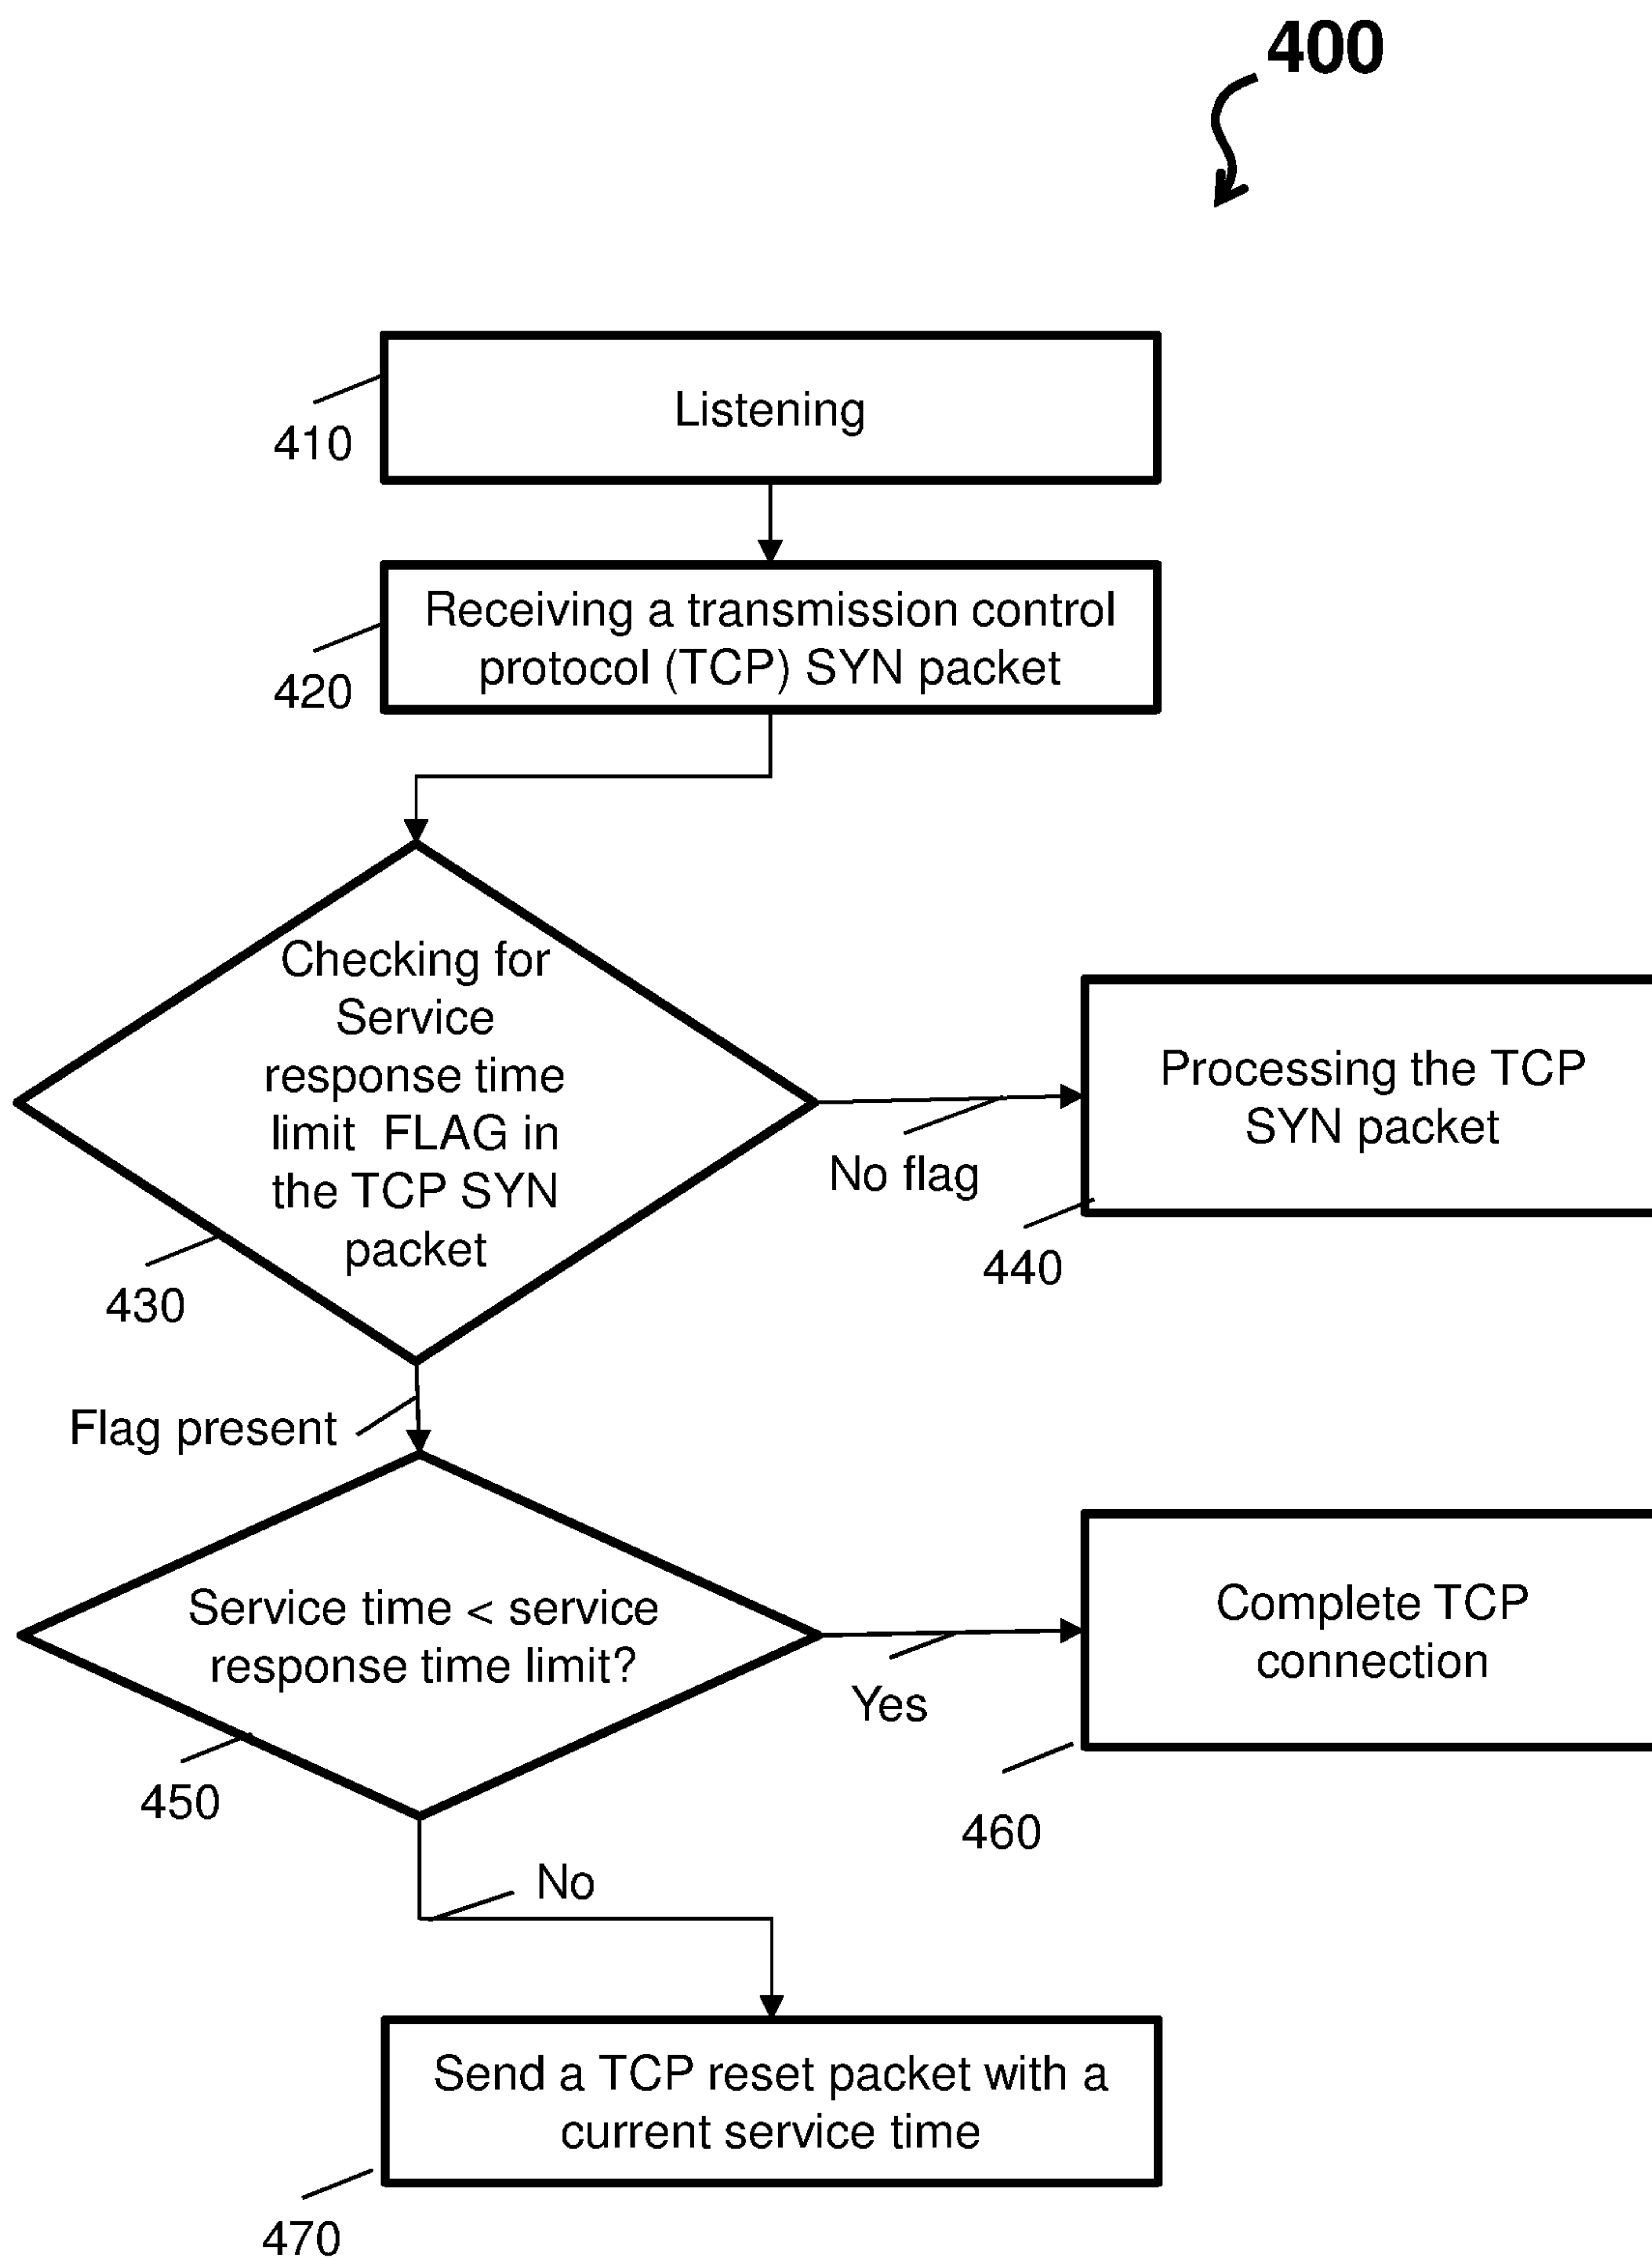 400
Listening
410
Receiving a transmission control
protocol (TCP) SYN packet
420
Checking for
Service
response time
limit FLAG in
the TCP SYN
packet
430
No flag
Processing the TCP
SYN packet
440
Flag present
Service time < service
response time limit?
450
Yes
Complete TCP
connection
460
No
Send a TCP reset packet with a
current service time
470